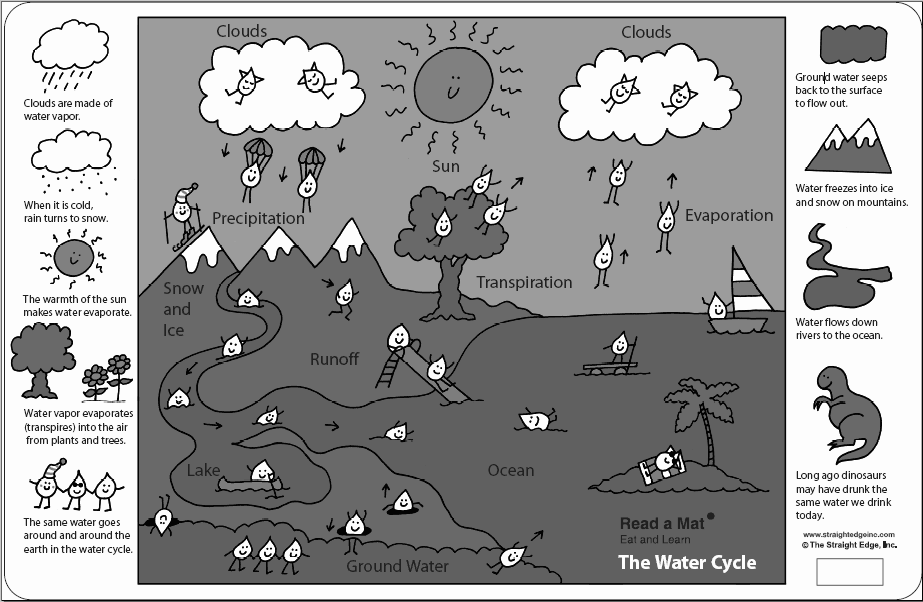 Clouds are made of
water vapor.
When it is cold,
rain turns to snow.
The warmth of the sun
makes water evaporate.
Water vapor evaporates
(transpires) into the air
from plants and trees.
The same water goes
around and around the
earth in the water cycle.
Clouds
Clouds
Sun
Precipitation
Evaporation
Transpiration
Snow
and
Ice
Runoff
Lake
Ocean
Ground Water
Read a Mat
Eat and Learn
The Water Cycle
Ground water seeps
back to the surface
to flow out.
Water freezes into ice
and snow on mountains.
Water flows down
rivers to the ocean.
Long ago dinosaurs
may have drunk the
same water we drink
today.
www.straightedgeinc.com
© The Straight Edge, Inc.